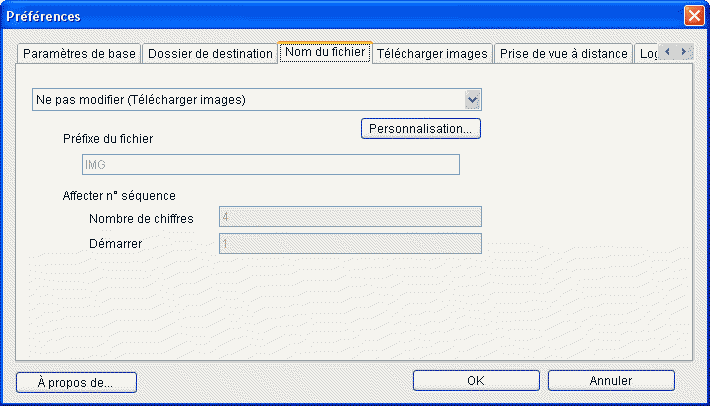 Préférences
Paramètres de base Dossier de destination Nom du fichier Télécharger images Prise de vue à distance Log
Ne pas modifier (Télécharger images)
Personnalisation...
Préfixe du fichier
IMG
Affecter n° séquence
Nombre de chiffres 4
Démarrer 1
À propos de... OK Annuler